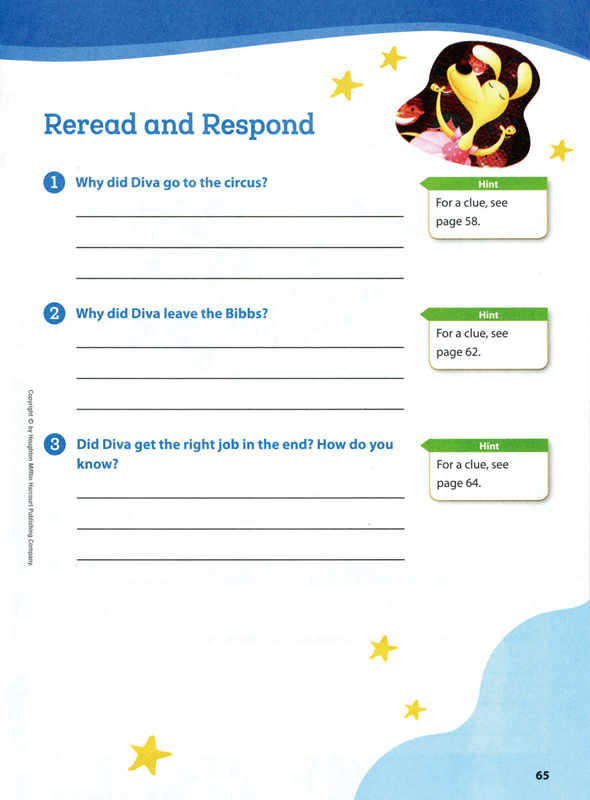 Reread and Respond
1 Why did Diva go to the circus?
Hint
For a clue, see
page 58.
2 Why did Diva leave the Bibbs?
Hint
For a clue, see
page 62.
3 Did Diva get the right job in the end? How do you
know?
Hint
For a clue, see
page 64.
Copyright © by Houghton Mifflin Harcourt Publishing Company.
65